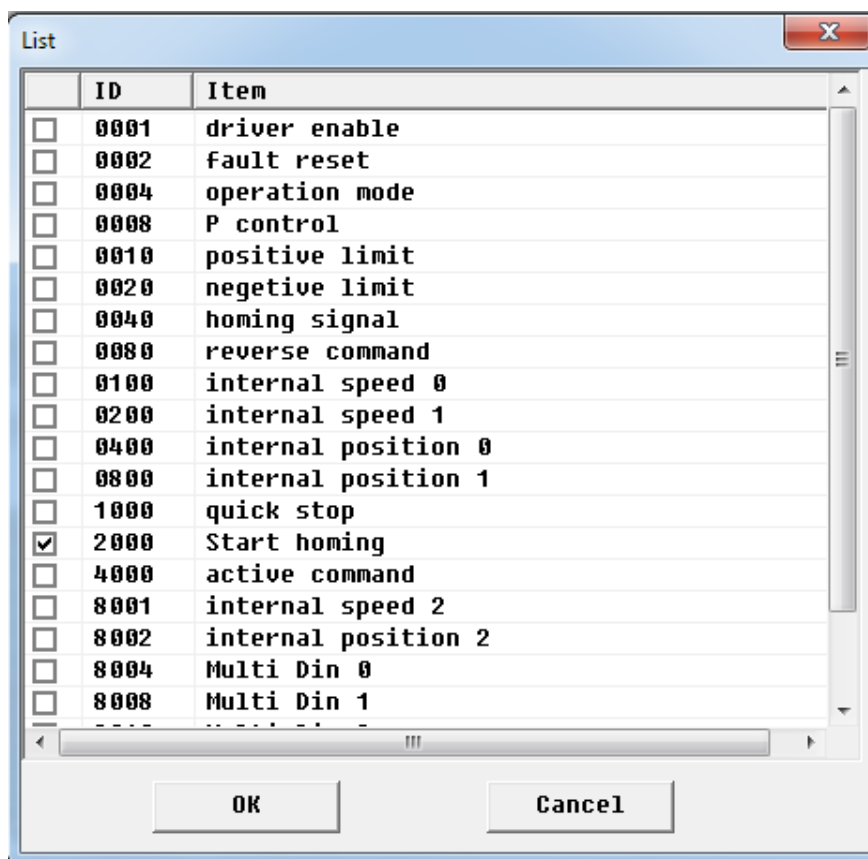 List
ID Item
0001 driver enable
0002 fault reset
0004 operation mode
0008 P control
0010 positive limit
0020 negetive limit
0040 homing signal
0080 reverse command
0100 internal speed 0
0200 internal speed 1
0400 internal position 0
0800 internal position 1
1000 quick stop
2000 Start homing
4000 active command
8001 internal speed 2
8002 internal position 2
8004 Multi Din 0
8008 Multi Din 1
OK Cancel